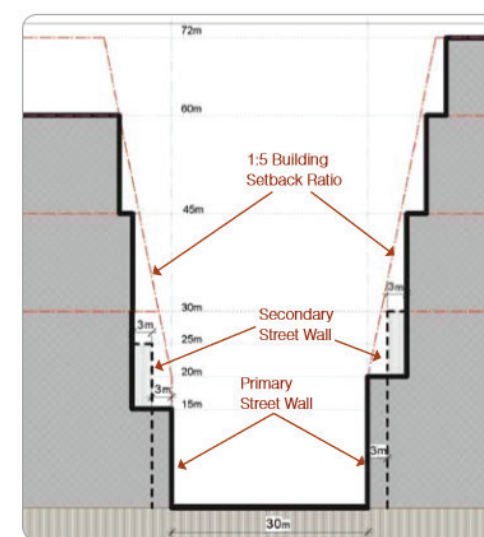 72m
60m
1:5 Building
Setback Ratio
45m
3m
30m
3m
Secondary
Street Wall
25m
20m
3m
Primary
Street Wall
15m
3m
30m